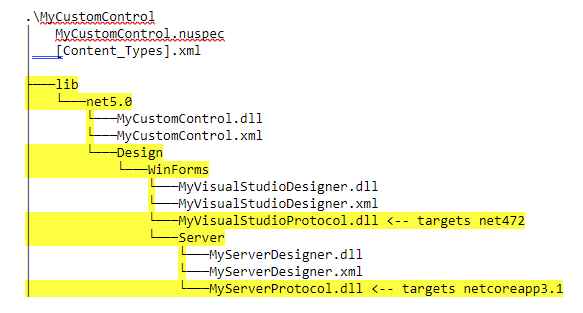 .\MyCustomControl
MyCustomControl.nuspec
[Content_Types].xml
├───lib
└───net5.0
└───MyCustomControl.dll
└───MyCustomControl.xml
└───Design
└───WinForms
└───MyVisualStudioDesigner.dll
└───MyVisualStudioDesigner.xml
└───MyVisualStudioProtocol.dll <-- targets net472
└───Server
└───MyServerDesigner.dll
└───MyServerDesigner.xml
└───MyServerProtocol.dll <-- targets netcoreapp3.1